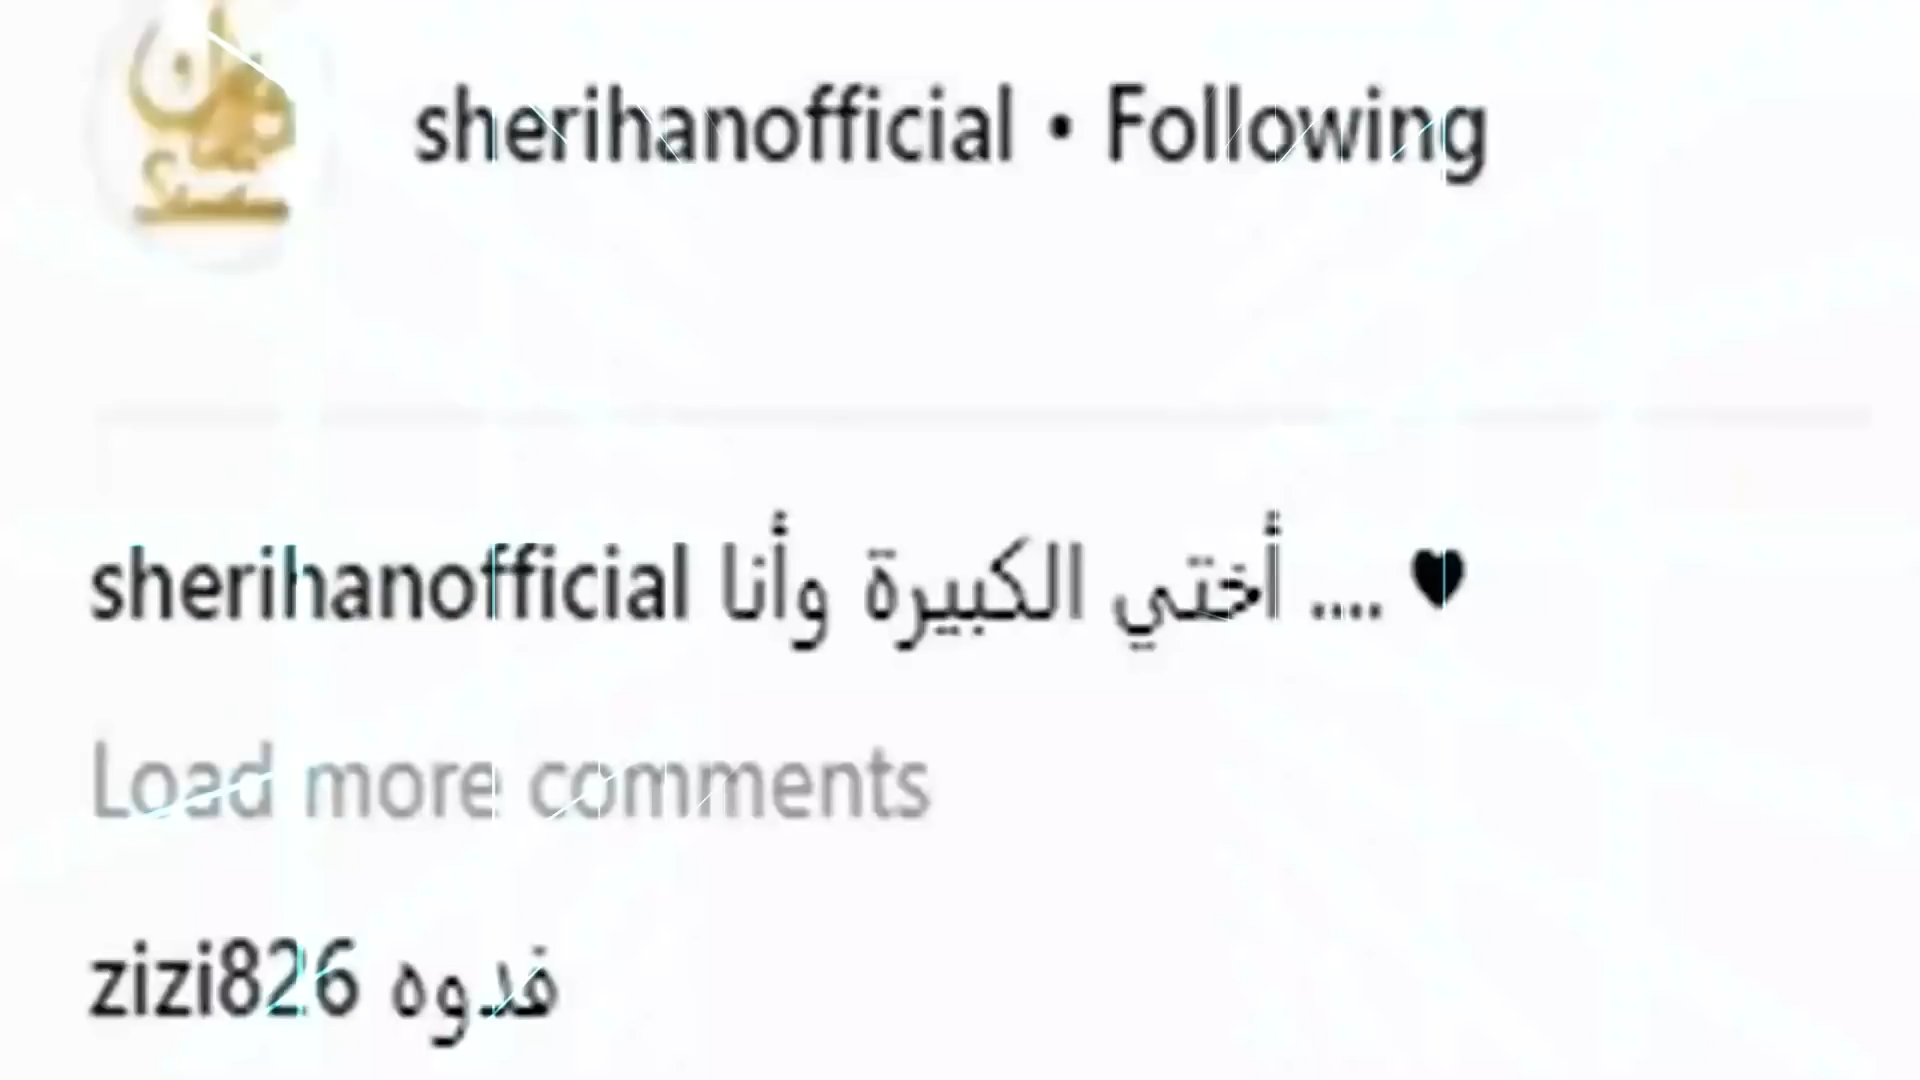 sherihanofficial • Following
sherihanofficial أختي الكبيرة وأنا .... ♥
Load more comments
zizi826 قدوه